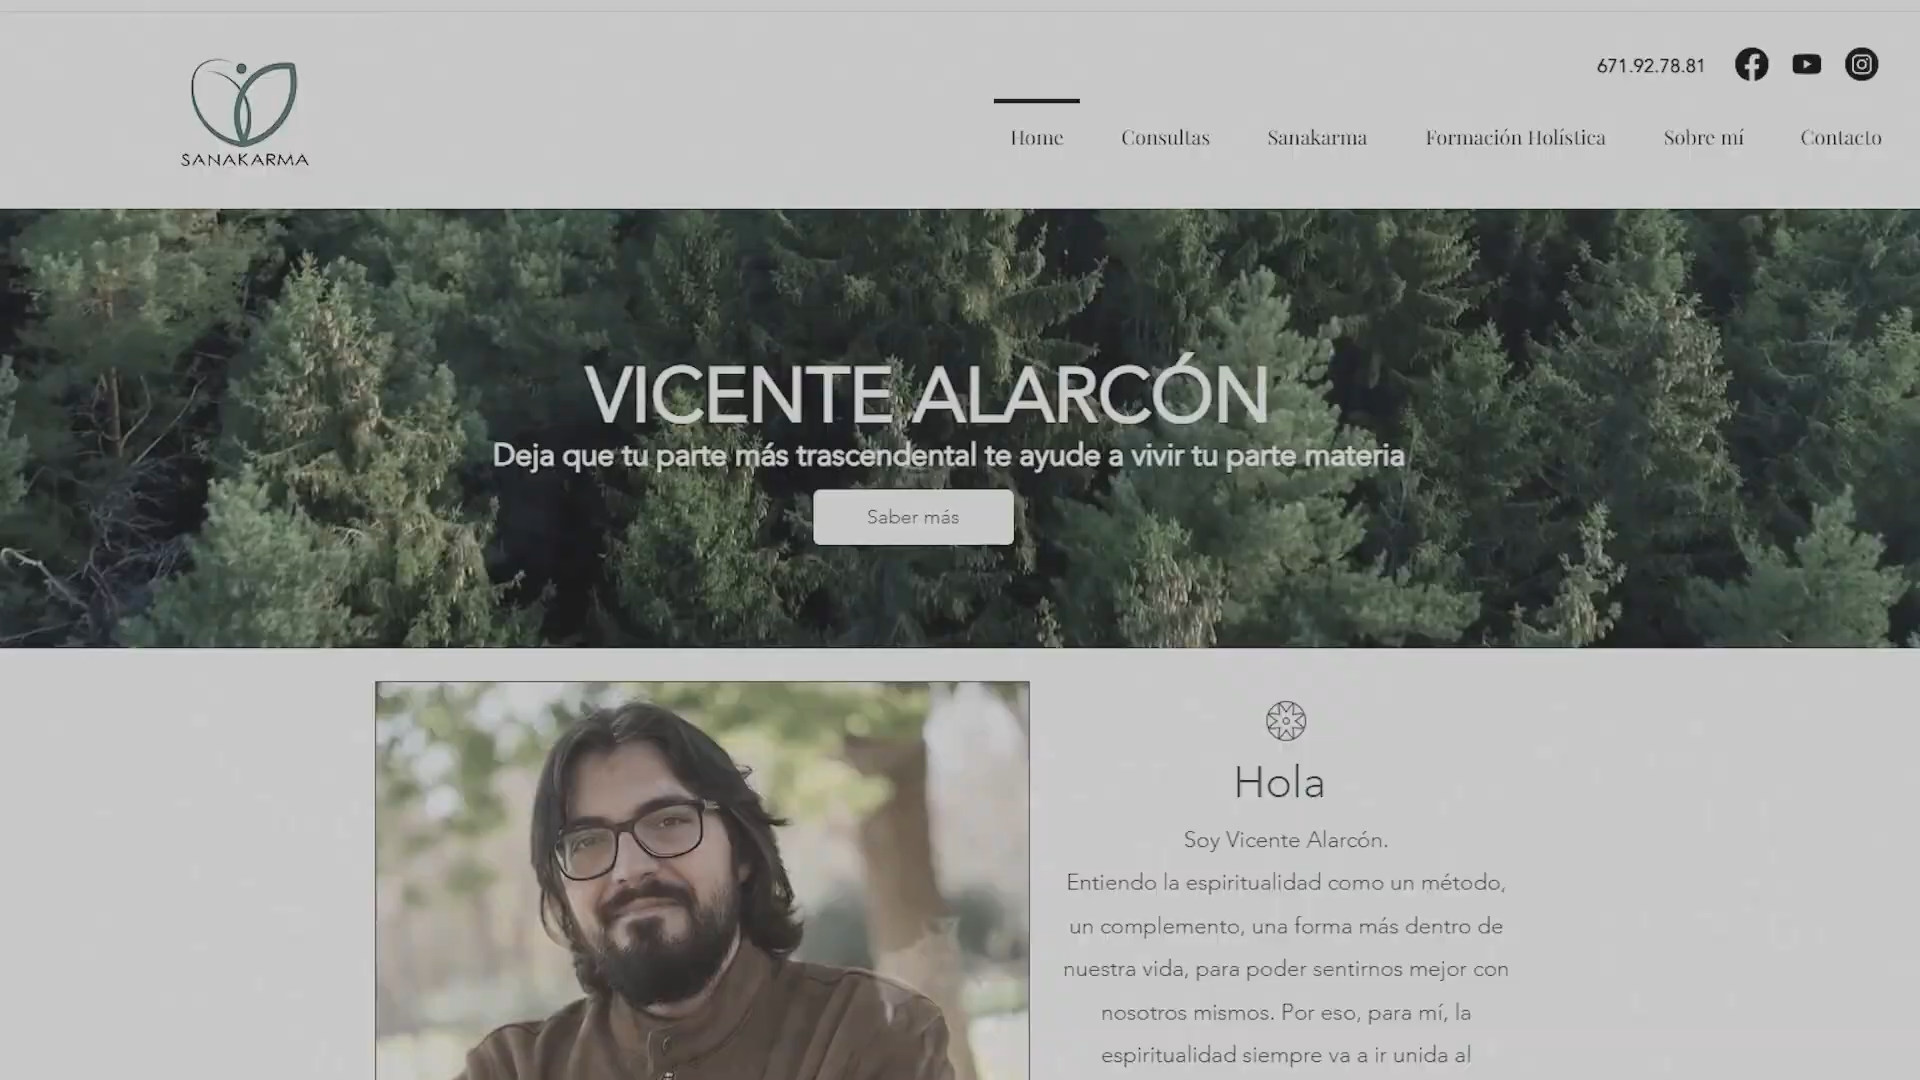 671.92.78.81
SANAKARMA
Home Consultas Sanakarma Formación Holística Sobre mí Contacto
VICENTE ALARCÓN
Deja que tu parte más trascendental te ayude a vivir tu parte materia
Saber más
Hola
Soy Vicente Alarcón.
Entiendo la espiritualidad como un método,
un complemento, una forma más dentro de
nuestra vida, para poder sentirnos mejor con
nosotros mismos. Por eso, para mí, la
espiritualidad siempre va a ir unida al